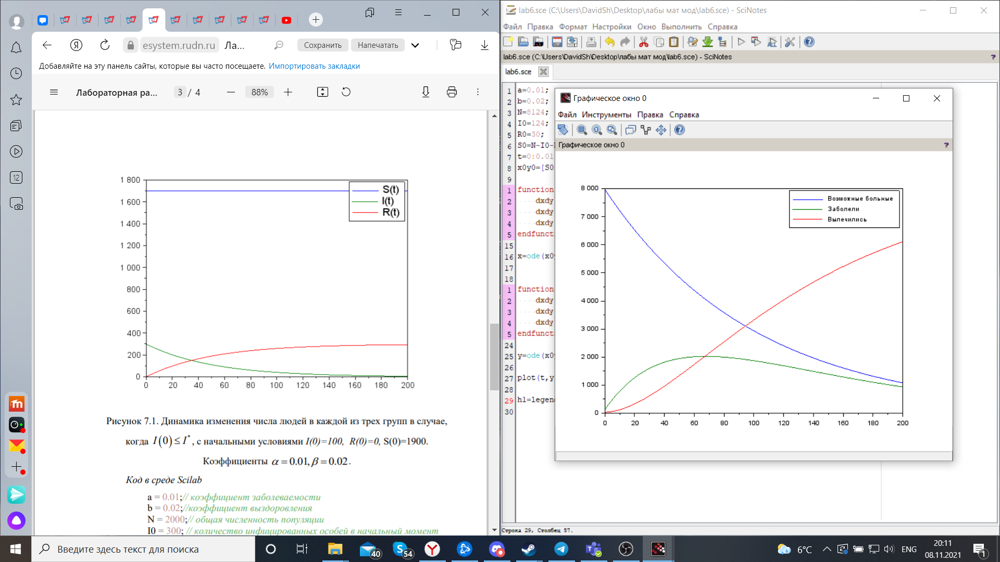 esystem.rudn.ru
Ла...
Сохранить
Напечатать
Добавляйте на эту панель сайты, которые вы часто посещаете. Импортировать закладки
Лабораторная ра...
3 / 4
88%
12
1 800
1 600
1 400
1 200
1 000
800
600
400
200
0
0 20 40 60 80 100 120 140 160 180 200
S(t)
I(t)
R(t)
Рисунок 7.1. Динамика изменения числа людей в каждой из трех групп в случае,
когда I(0)≤I*, с начальными условиями I(0)=100, R(0)=0, S(0)=1900.
Коэффициенты α=0.01, β=0.02.
Код в среде Scilab
a = 0.01;// коэффициент заболеваемости
b = 0.02;//коэффициент выздоровления
N = 2000;// общая численность популяции
I0 = 300; // количество инфицированных особей в начальный момент
lab6.sce (C:\Users\DavidSh\Desktop\лабы мат мод\lab6.sce) - SciNotes
Файл Правка Формат Настройки Окно Выполнить Справка
lab6.sce (C:\Users\DavidSh\Desktop\лабы мат мод\lab6.sce) - SciNotes
?
lab6.sce
1 a=0.01;
2 b=0.02;
3 N=8124;
4 I0=124;
5 R0=30;
6 S0=N-I0-
7 t=0:0.01
8 x0y0=[S0
9
1 function
2 dxdy
3 dxdy
4 dxdy
5 endfuncti
15
16 x=ode(x0y
17
18
1 function
2 dxdy
3 dxdy
4 dxdy
5 endfuncti
24
25 y=ode(x0y
26
27 plot(t,y
28
29 hl=legend
30
Графическое окно 0
Файл Инструменты Правка Справка
Графическое окно 0
?
8 000
7 000
6 000
5 000
4 000
3 000
2 000
1 000
0
0 20 40 60 80 100 120 140 160 180 200
Возможные больные
Заболели
Вылечились
Строка 29, Столбец 57.
Введите здесь текст для поиска
40
54
6°C
ENG
20:11
08.11.2021
1